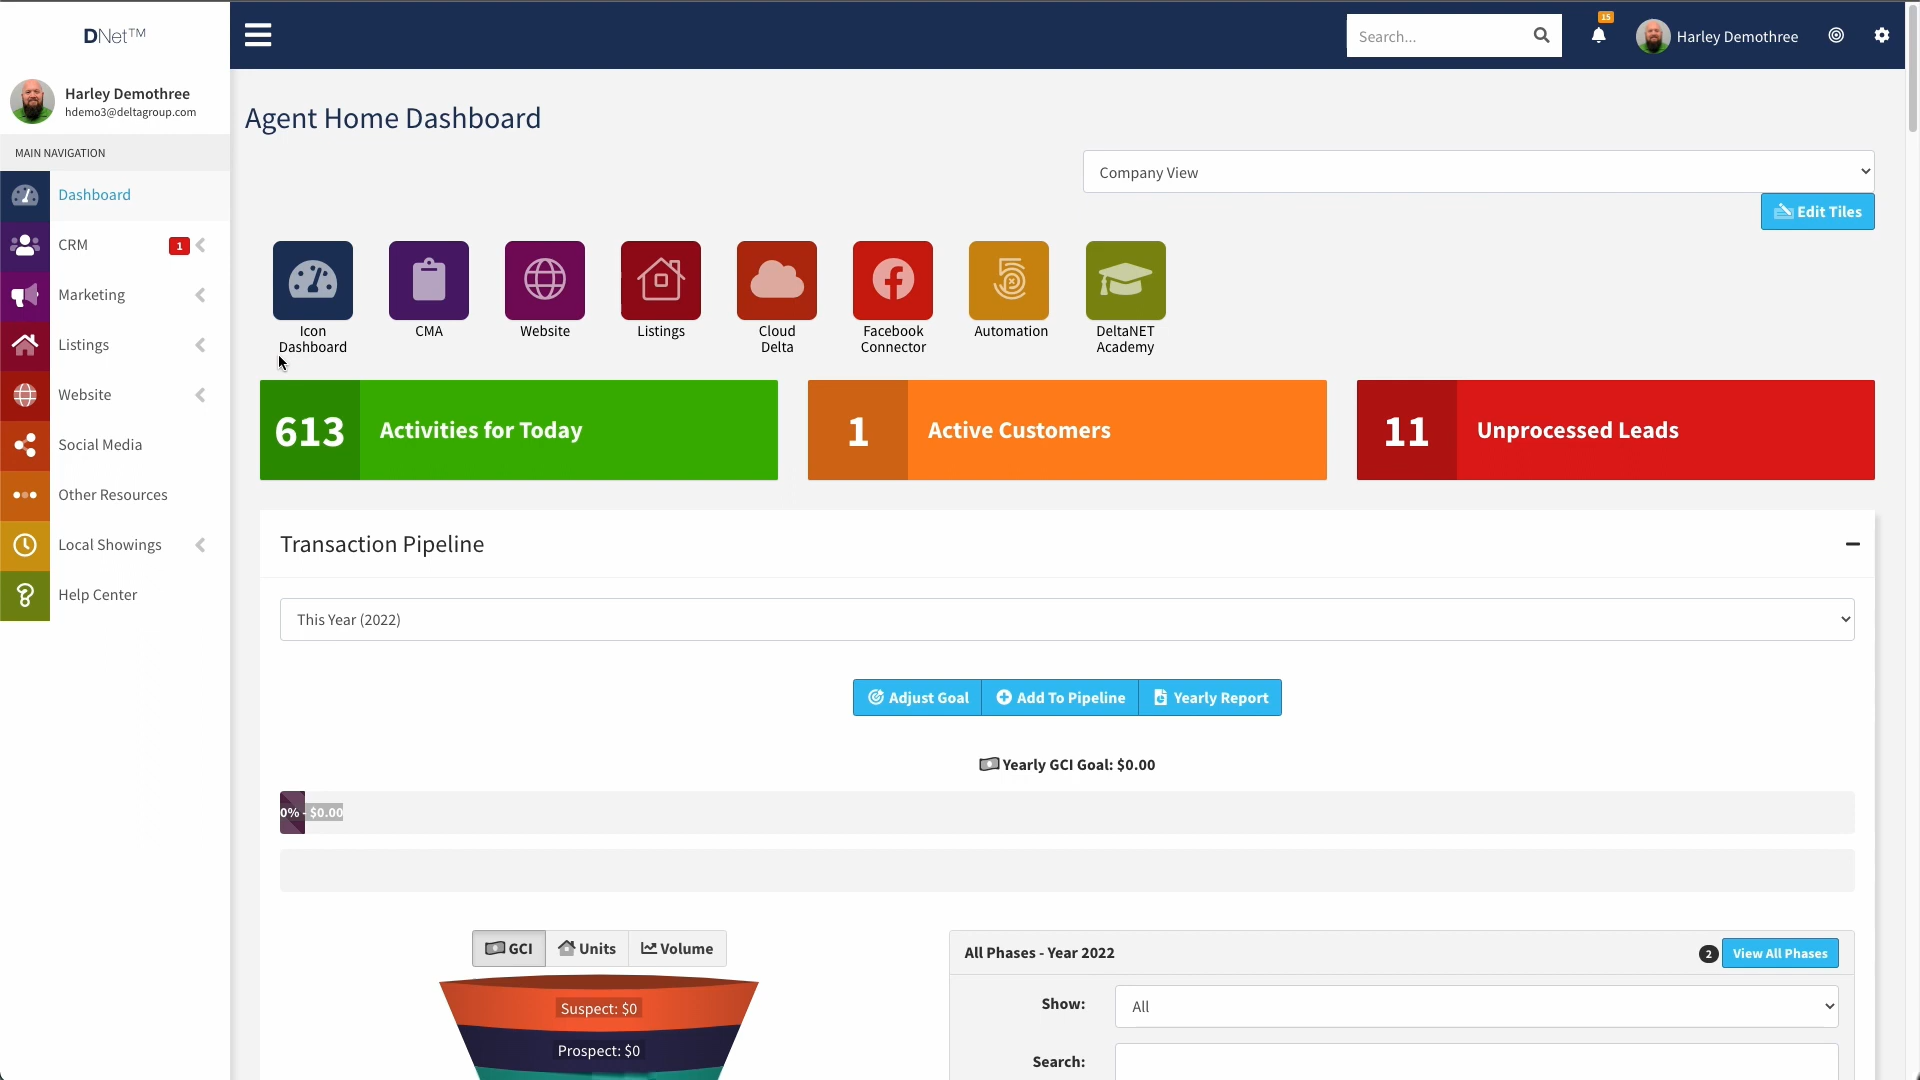 DNet™
Search...
15
Harley Demothree
Harley Demothree
hdemo3@deltagroup.com
MAIN NAVIGATION
Dashboard
CRM
1
Marketing
Listings
Website
Social Media
Other Resources
Local Showings
Help Center
Agent Home Dashboard
Company View
Edit Tiles
Icon
Dashboard
CMA
Website
Listings
Cloud
Delta
Facebook
Connector
Automation
DeltaNET
Academy
613
Activities for Today
1
Active Customers
11
Unprocessed Leads
Transaction Pipeline
This Year (2022)
Adjust Goal
Add To Pipeline
Yearly Report
Yearly GCI Goal: $0.00
0% - $0.00
GCI
Units
Volume
Suspect: $0
Prospect: $0
All Phases - Year 2022
2
View All Phases
Show:
All
Search: